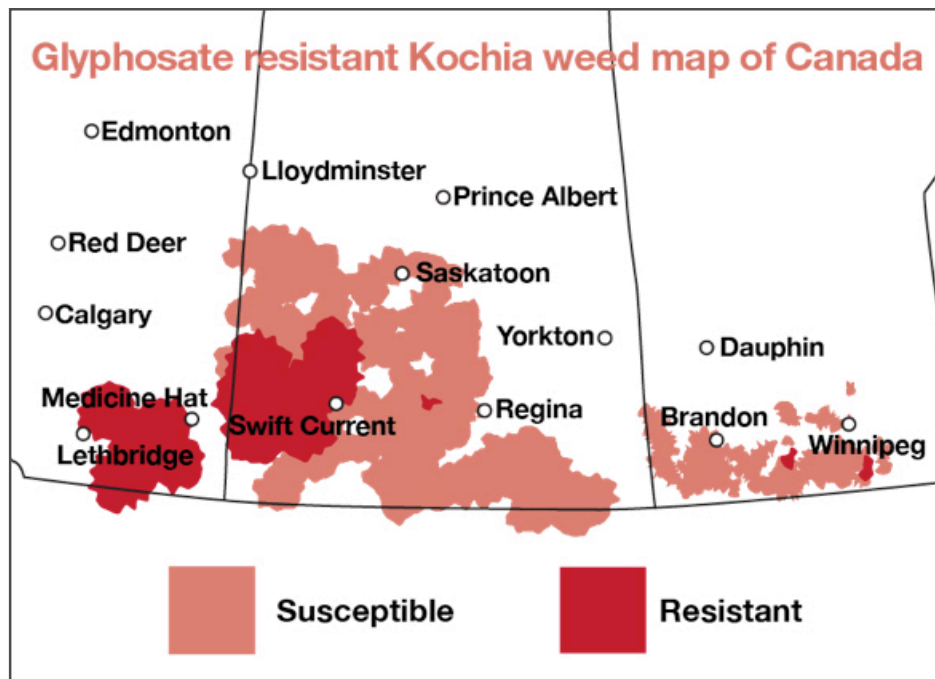 Glyphosate resistant Kochia weed map of Canada
Edmonton
Lloydminster
Prince Albert
Red Deer
Saskatoon
Calgary
Yorkton
Dauphin
Medicine Hat
Swift Current
Regina
Brandon
Winnipeg
Lethbridge
Susceptible
Resistant